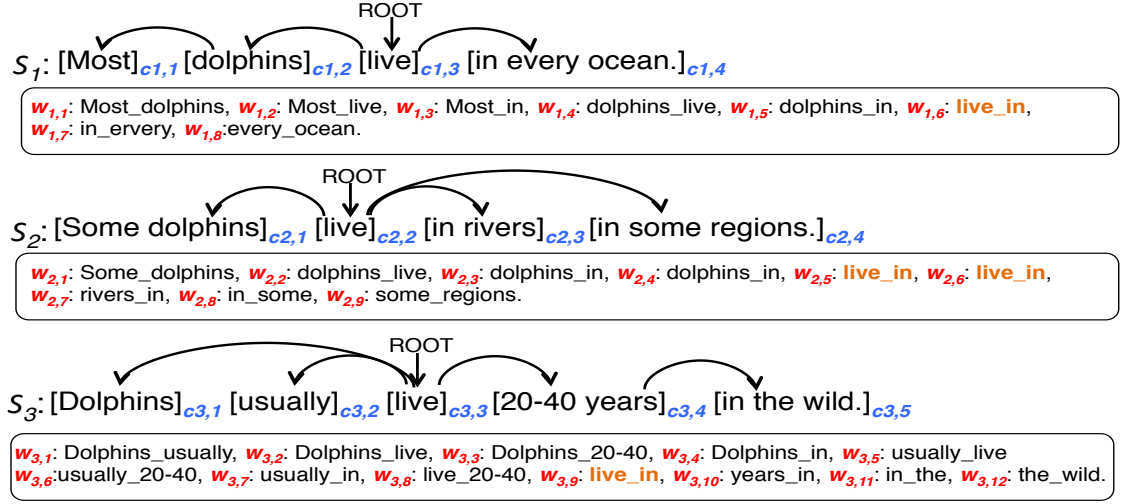 ROOT
S1: [Most]c1,1 [dolphins]c1,2 [live]c1,3 [in every ocean.]c1,4
w1,1: Most_dolphins, w1,2: Most_live, w1,3: Most_in, w1,4: dolphins_live, w1,5: dolphins_in, w1,6: live_in,
w1,7: in_ervery, w1,8:every_ocean.
ROOT
S2: [Some dolphins]c2,1 [live]c2,2 [in rivers]c2,3 [in some regions.]c2,4
w2,1: Some_dolphins, w2,2: dolphins_live, w2,3: dolphins_in, w2,4: dolphins_in, w2,5: live_in, w2,6: live_in,
w2,7: rivers_in, w2,8: in_some, w2,9: some_regions.
ROOT
S3: [Dolphins]c3,1 [usually]c3,2 [live]c3,3 [20-40 years]c3,4 [in the wild.]c3,5
w3,1: Dolphins_usually, w3,2: Dolphins_live, w3,3: Dolphins_20-40, w3,4: Dolphins_in, w3,5: usually_live
w3,6:usually_20-40, w3,7: usually_in, w3,8: live_20-40, w3,9: live_in, w3,10: years_in, w3,11: in_the, w3,12: the_wild.